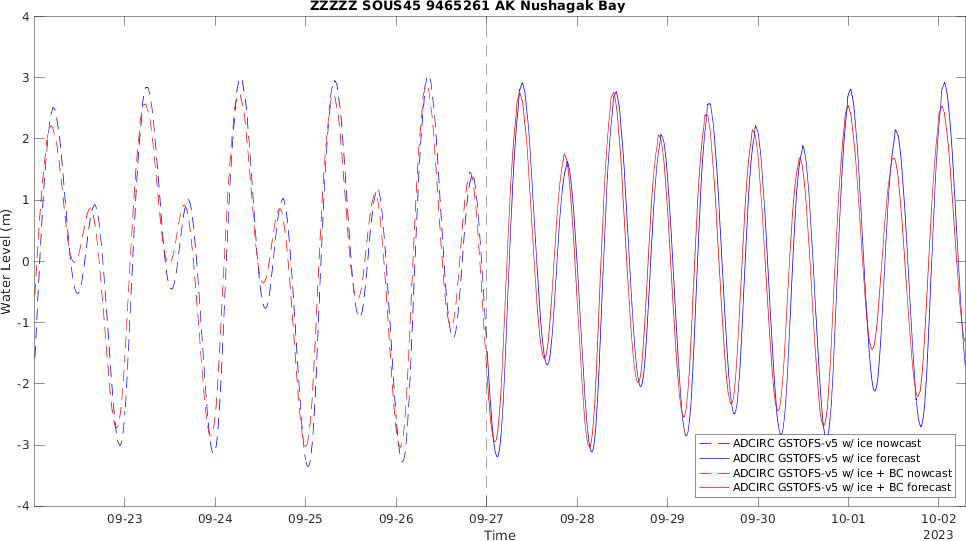 ZZZZZ SOUS45 9465261 AK Nushagak Bay
Water Level (m)
4
3
2
1
0
-1
-2
-3
-4
ADCIRC GSTOFS-v5 w/ ice nowcast
ADCIRC GSTOFS-v5 w/ ice forecast
ADCIRC GSTOFS-v5 w/ ice + BC nowcast
ADCIRC GSTOFS-v5 w/ ice + BC forecast
09-23 09-24 09-25 09-26 09-27 09-28 09-29 09-30 10-01 10-02
2023
Time